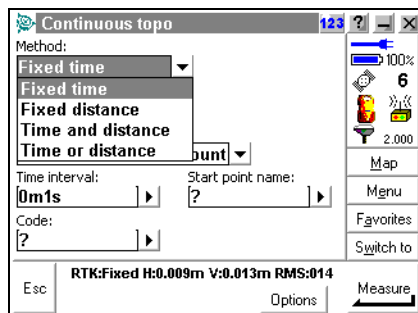 Continuous topo 123 ? — X
Method:
Fixed time
Fixed time
Fixed distance
Time and distance
Time or distance
ount
Time interval: Start point name:
0m1s ?
Code:
?
100%
6
2.000
Map
Menu
Favorites
Switch to
RTK:Fixed H:0.009m V:0.013m RMS:014
Esc
Options
Measure